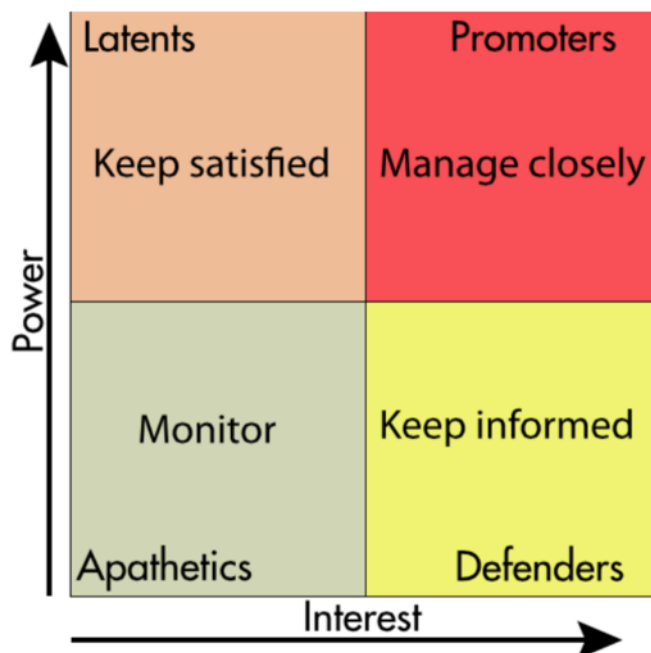 Latents
Promoters
Keep satisfied
Manage closely
Power
Monitor
Keep informed
Apathetics
Defenders
Interest